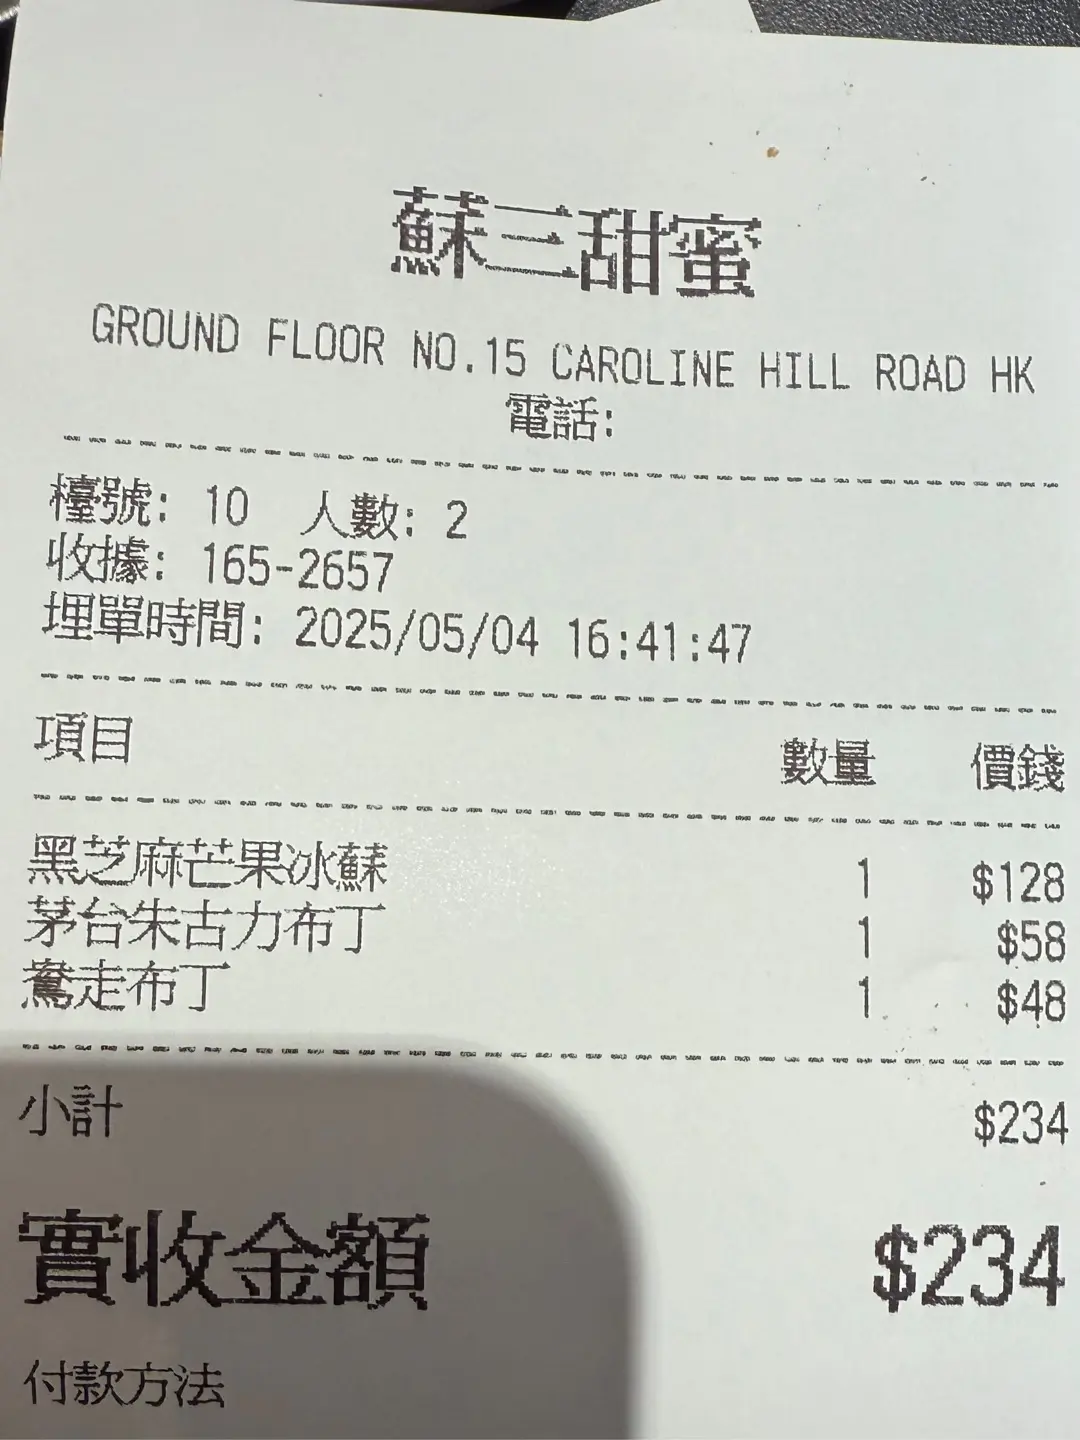 蘇三甜蜜
GROUND FLOOR NO.15 CAROLINE HILL ROAD HK
電話:
檯號: 10 人數: 2
收據: 165-2657
埋單時間: 2025/05/04 16:41:47
項目 數量 價錢
黑芝麻芒果冰蘇 1 $128
茅台朱古力布丁 1 $58
鴛走布丁 1 $48
小計 $234
實收金額 $234
付款方法